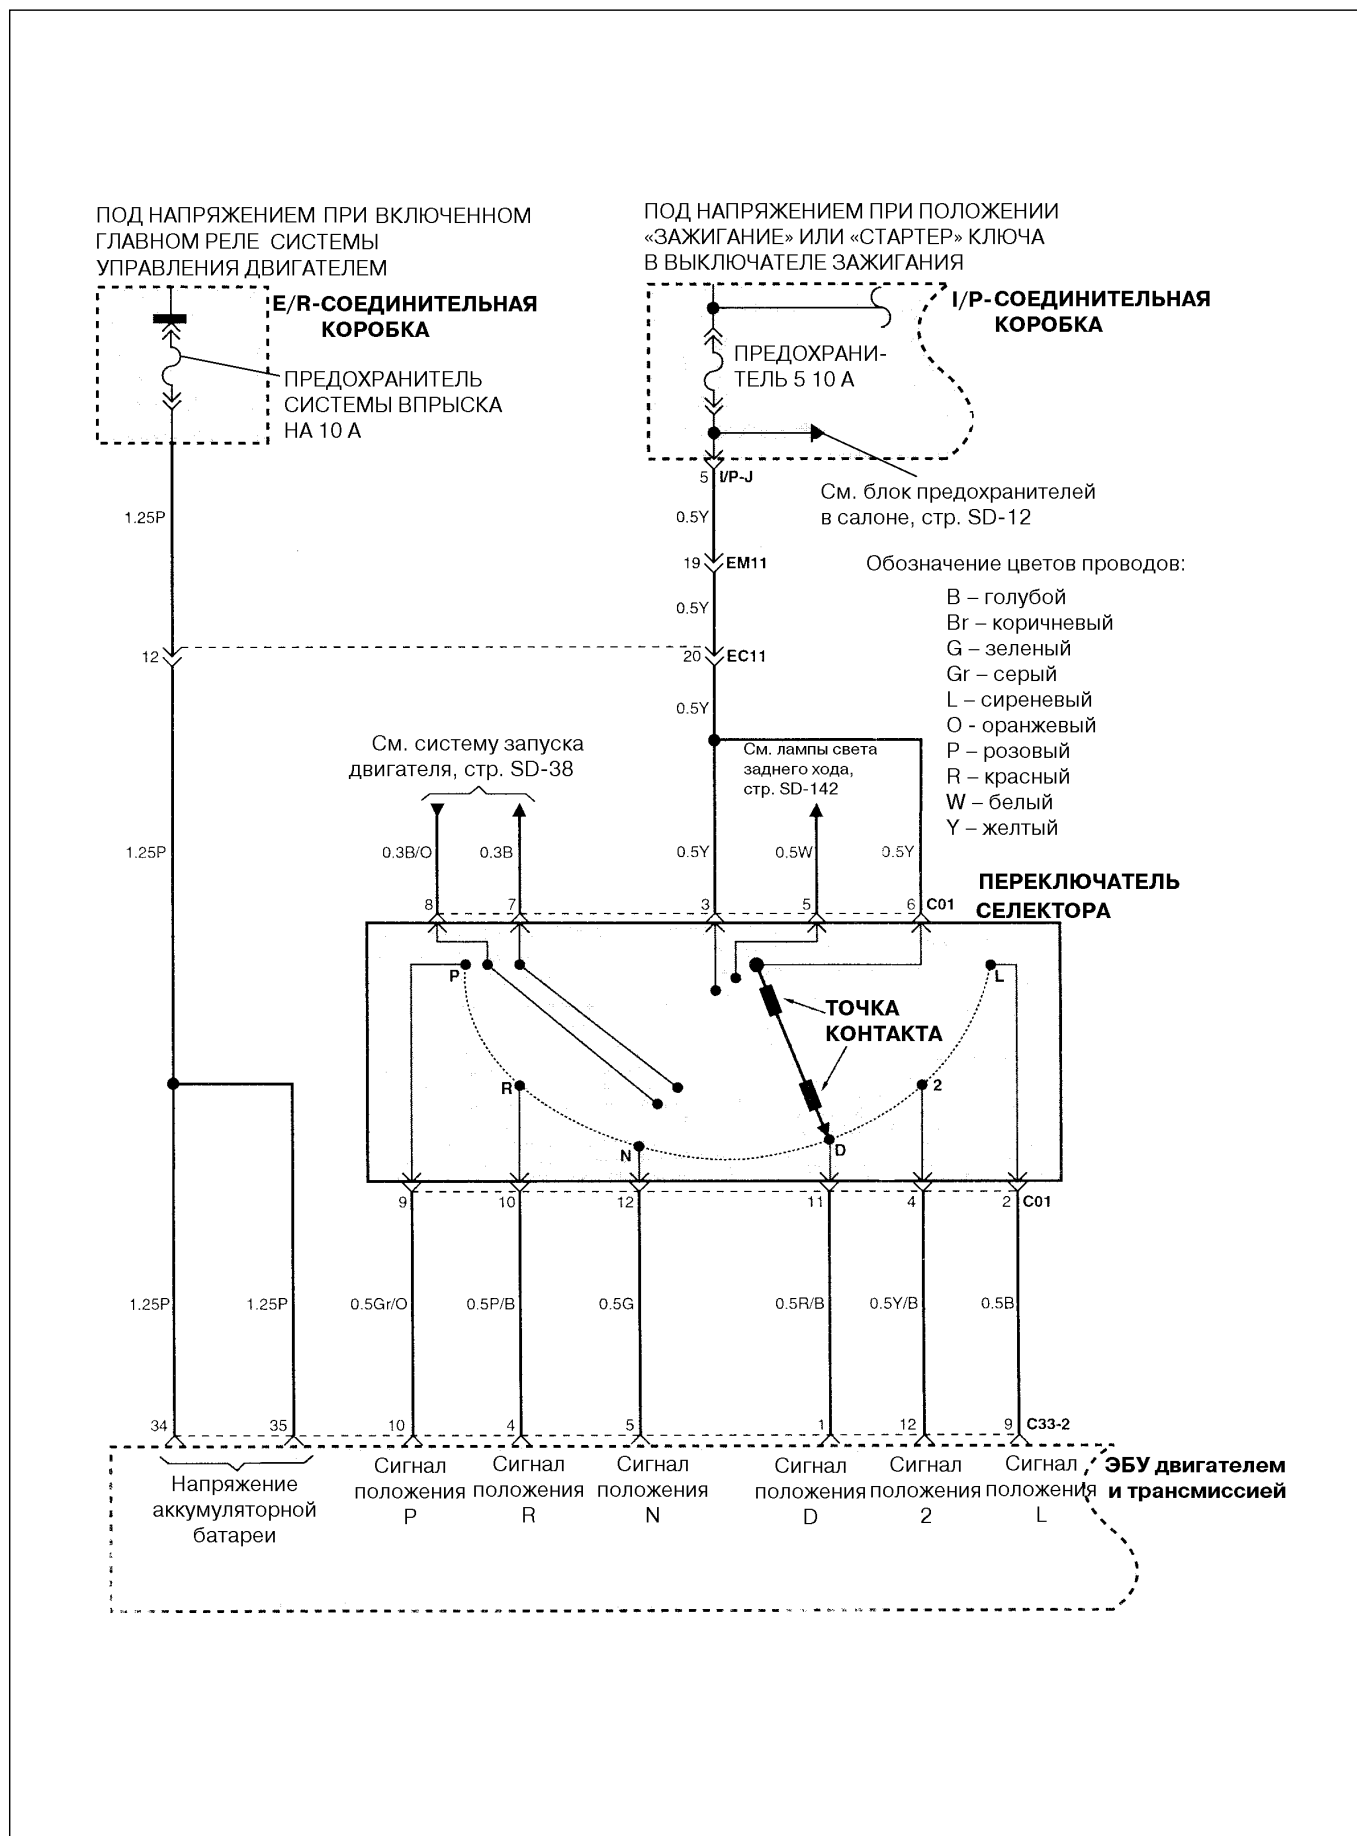 ПОД НАПРЯЖЕНИЕМ ПРИ ВКЛЮЧЕННОМ
ГЛАВНОМ РЕЛЕ СИСТЕМЫ
УПРАВЛЕНИЯ ДВИГАТЕЛЕМ
ПОД НАПРЯЖЕНИЕМ ПРИ ПОЛОЖЕНИИ
«ЗАЖИГАНИЕ» ИЛИ «СТАРТЕР» КЛЮЧА
В ВЫКЛЮЧАТЕЛЕ ЗАЖИГАНИЯ
E/R-СОЕДИНИТЕЛЬНАЯ
КОРОБКА
ПРЕДОХРАНИТЕЛЬ
СИСТЕМЫ ВПРЫСКА
НА 10 А
I/P-СОЕДИНИТЕЛЬНАЯ
КОРОБКА
ПРЕДОХРАНИ-
ТЕЛЬ 5 10 А
5 I/P-J
См. блок предохранителей
в салоне, стр. SD-12
1.25P
0.5Y
19 EM11
0.5Y
12
20 EC11
0.5Y
Обозначение цветов проводов:
B – голубой
Br – коричневый
G – зеленый
Gr – серый
L – сиреневый
O - оранжевый
P – розовый
R – красный
W – белый
Y – желтый
См. систему запуска
двигателя, стр. SD-38
См. лампы света
заднего хода,
стр. SD-142
1.25P 0.3B/O 0.3B 0.5Y 0.5W 0.5Y
ПЕРЕКЛЮЧАТЕЛЬ
СЕЛЕКТОРА
8 7 3 5 6 C01
P L
ТОЧКА
КОНТАКТА
R 2
N D
9 10 12 11 4 2 C01
1.25P 1.25P 0.5Gr/O 0.5P/B 0.5G 0.5R/B 0.5Y/B 0.5B
34 35 10 4 5 1 12 9 C33-2
Напряжение
аккумуляторной
батареи
Сигнал
положения
P
Сигнал
положения
R
Сигнал
положения
N
Сигнал
положения
D
Сигнал
положения
2
Сигнал
положения
L
ЭБУ двигателем
и трансмиссией